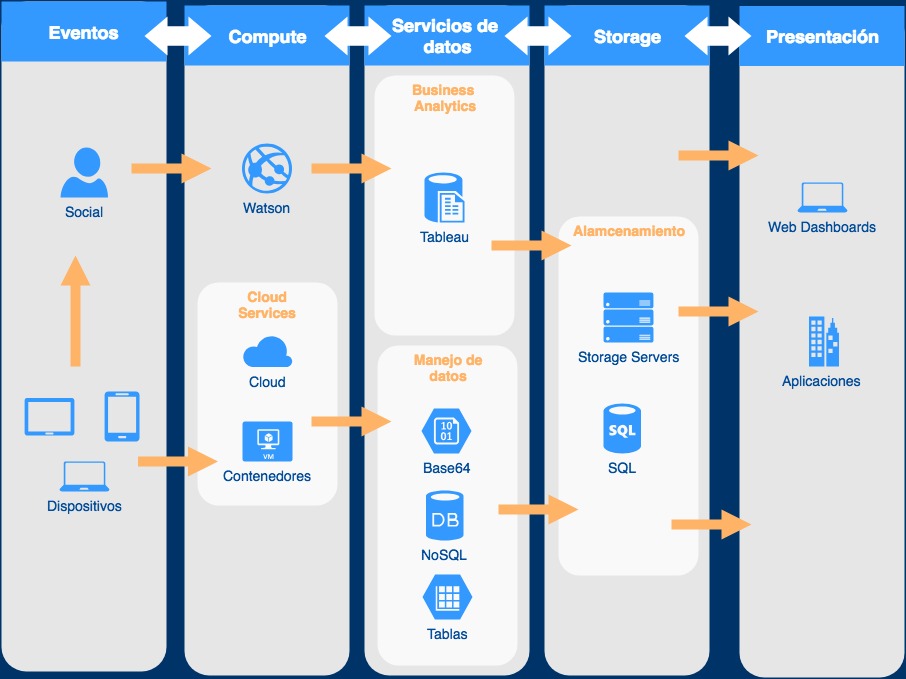 Eventos
Compute
Servicios de
datos
Storage
Presentación
Social
Dispositivos
Watson
Cloud
Services
Cloud
VM
Contenedores
Business
Analytics
Tableau
Manejo de
datos
10
01
Base64
DB
NoSQL
Tablas
Alamcenamiento
Storage Servers
SQL
SQL
Web Dashboards
Aplicaciones